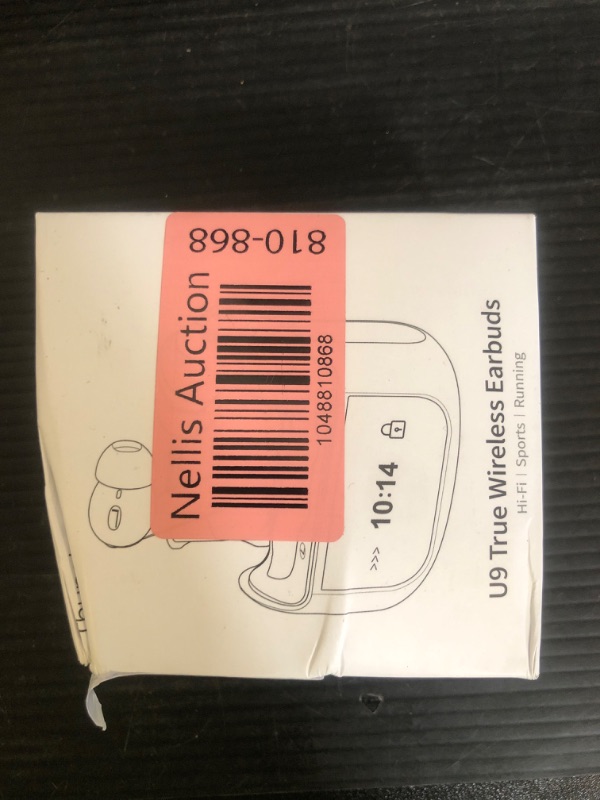 Nellis Auction
1048810868
810-868
>>> 10:14
U9 True Wireless Earbuds
Hi-Fi | Sports | Running